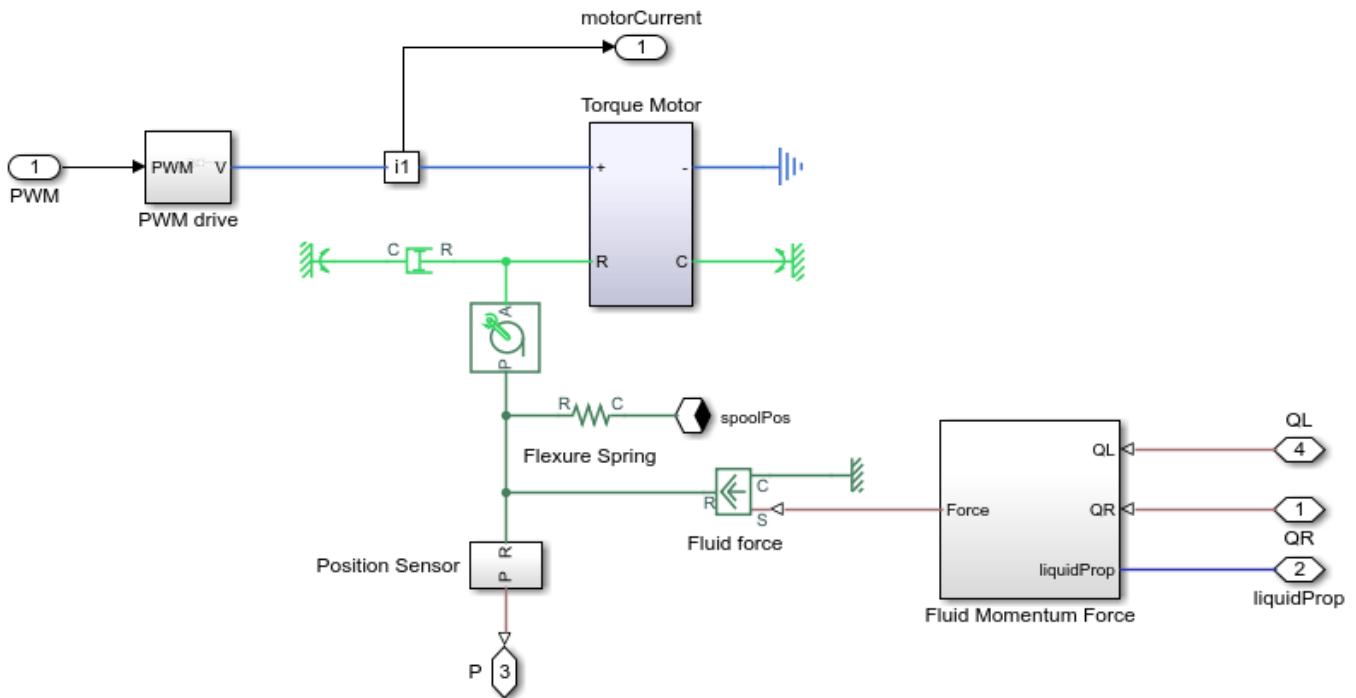 motorCurrent
1
Torque Motor
1
PWM
PWM V
PWM drive
i1
+ -
C R
R C
A
P
R C
spoolPos
Flexure Spring
QL
QL
4
C
R
S
Force
QR
1
QR
Fluid force
Position Sensor
R
P
liquidProp
2
liquidProp
Fluid Momentum Force
P
3